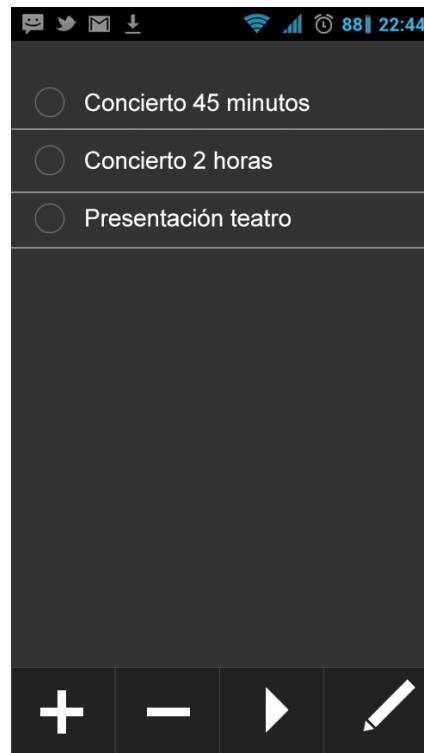 88 22:44
Concierto 45 minutos
Concierto 2 horas
Presentación teatro